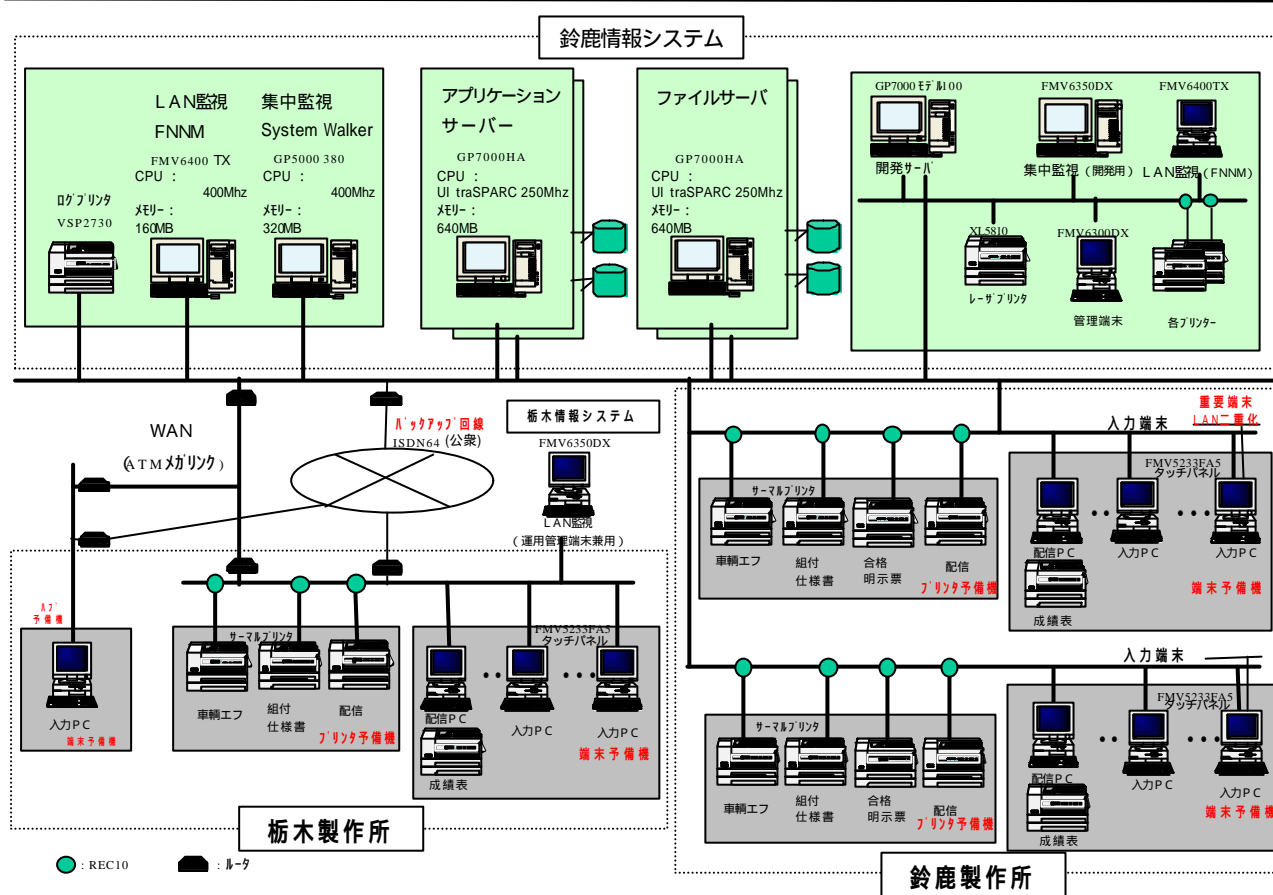 鈴鹿情報システム
LAN監視
FNNM
FMV6400 TX
CPU :
400Mhz
ﾒﾓﾘｰ :
160MB
集中監視
System Walker
GP5000 380
CPU :
400Mhz
ﾒﾓﾘｰ :
320MB
ﾛｸﾞﾌﾟﾘﾝﾀ
VSP2730
アプリケーション
サーバー
GP7000HA
CPU :
Ul traSPARC 250Mhz
ﾒﾓﾘｰ :
640MB
ファイルサーバ
GP7000HA
CPU :
Ul traSPARC 250Mhz
ﾒﾓﾘｰ :
640MB
GP7000 ﾓﾃﾞﾙ100
開発ｻｰﾊﾞ
FMV6350DX
集中監視 (開発用)
FMV6400TX
LAN監視 (FNNM)
XL5810
ﾚｰｻﾞﾌﾟﾘﾝﾀ
FMV6300DX
管理端末
各ﾌﾟﾘﾝﾀｰ
WAN
(ATMﾒｶﾞﾘﾝｸ)
ﾊﾞｯｸｱｯﾌﾟ回線
ISDN64 (公衆)
栃木情報システム
FMV6350DX
LAN監視
(運用管理端末兼用)
重要端末
LAN二重化
入力端末
サーマルプリンタ
車輌エフ
組付
仕様書
合格
明示票
配信
ﾌﾟﾘﾝﾀ予備機
FMV5233FA5
タッチパネル
配信PC
入力PC
入力PC
成績表
端末予備機
ﾊﾌﾞ
予備機
入力PC
端末予備機
サーマルプリンタ
車輌エフ
組付
仕様書
配信
ﾌﾟﾘﾝﾀ予備機
FMV5233FA5
タッチパネル
配信PC
入力PC
入力PC
成績表
端末予備機
栃木製作所
入力端末
サーマルプリンタ
車輌エフ
組付
仕様書
合格
明示票
配信
ﾌﾟﾘﾝﾀ予備機
FMV5233FA5
タッチパネル
配信PC
入力PC
入力PC
成績表
端末予備機
鈴鹿製作所
: REC10
: ﾙｰﾀ